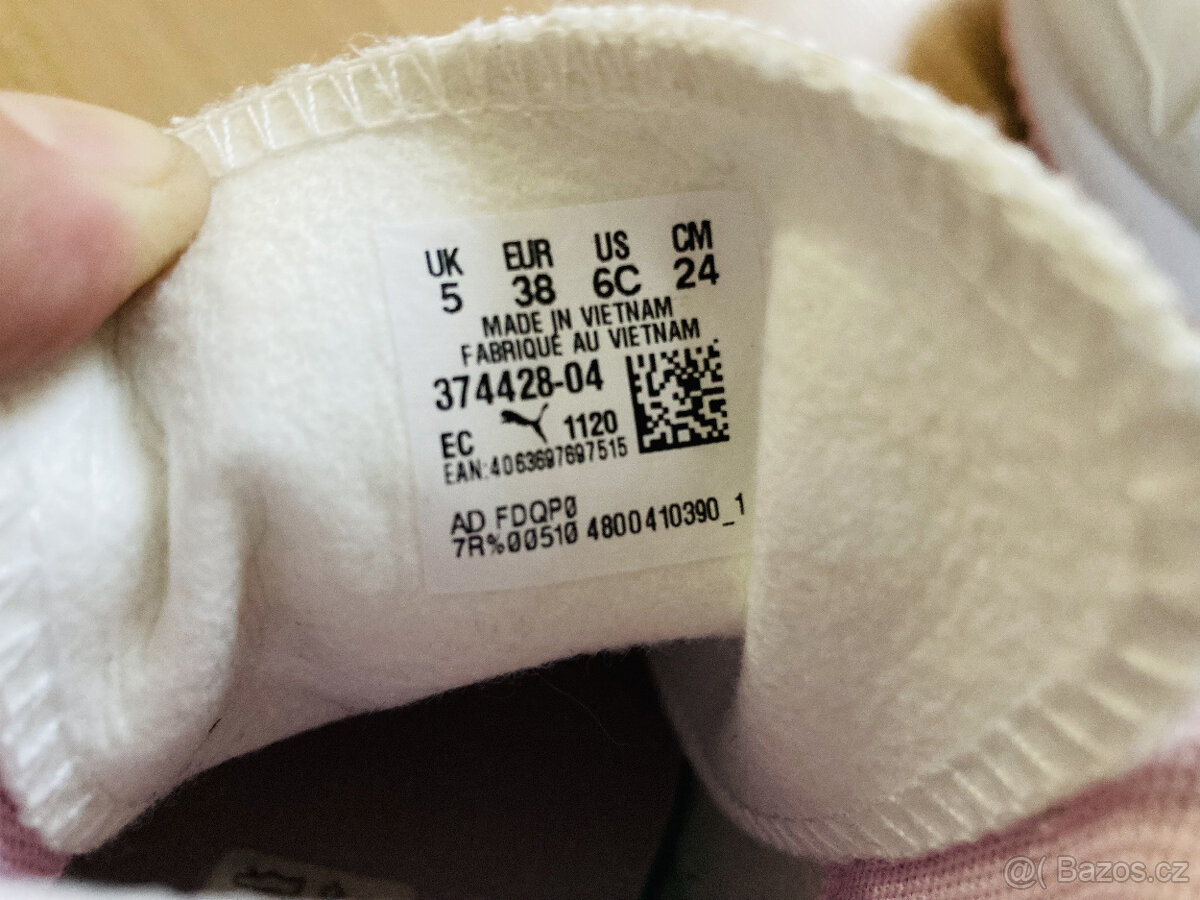 UK EUR US CM
5 38 6C 24
MADE IN VIETNAM
FABRIQUÉ AU VIETNAM
374428-04
EC 1120
EAN:4063697697515
AD FDQP0
7R%00510 4800410390_1
@( Bazos.cz